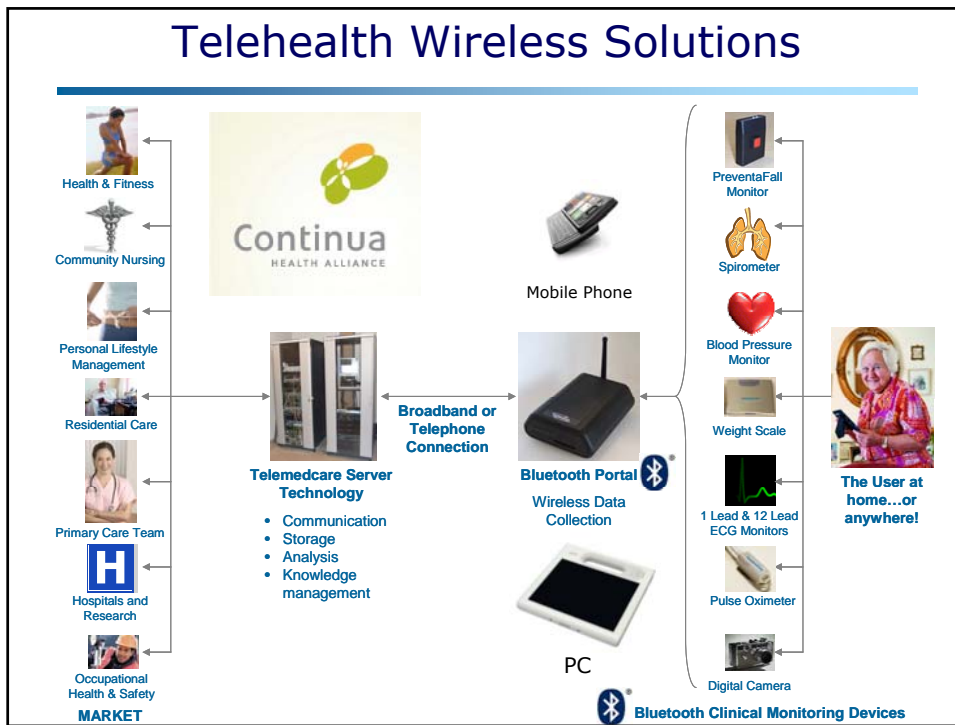 Telehealth Wireless Solutions
Health & Fitness
Community Nursing
Personal Lifestyle
Management
Residential Care
Primary Care Team
H
Hospitals and
Research
Occupational
Health & Safety
MARKET
Continua
HEALTH ALLIANCE
Telemedcare Server
Technology
• Communication
• Storage
• Analysis
• Knowledge
management
Broadband or
Telephone
Connection
Mobile Phone
Bluetooth Portal
®
Wireless Data
Collection
PC
PreventaFall
Monitor
Spirometer
Blood Pressure
Monitor
Weight Scale
1 Lead & 12 Lead
ECG Monitors
Pulse Oximeter
Digital Camera
The User at
home…or
anywhere!
® Bluetooth Clinical Monitoring Devices